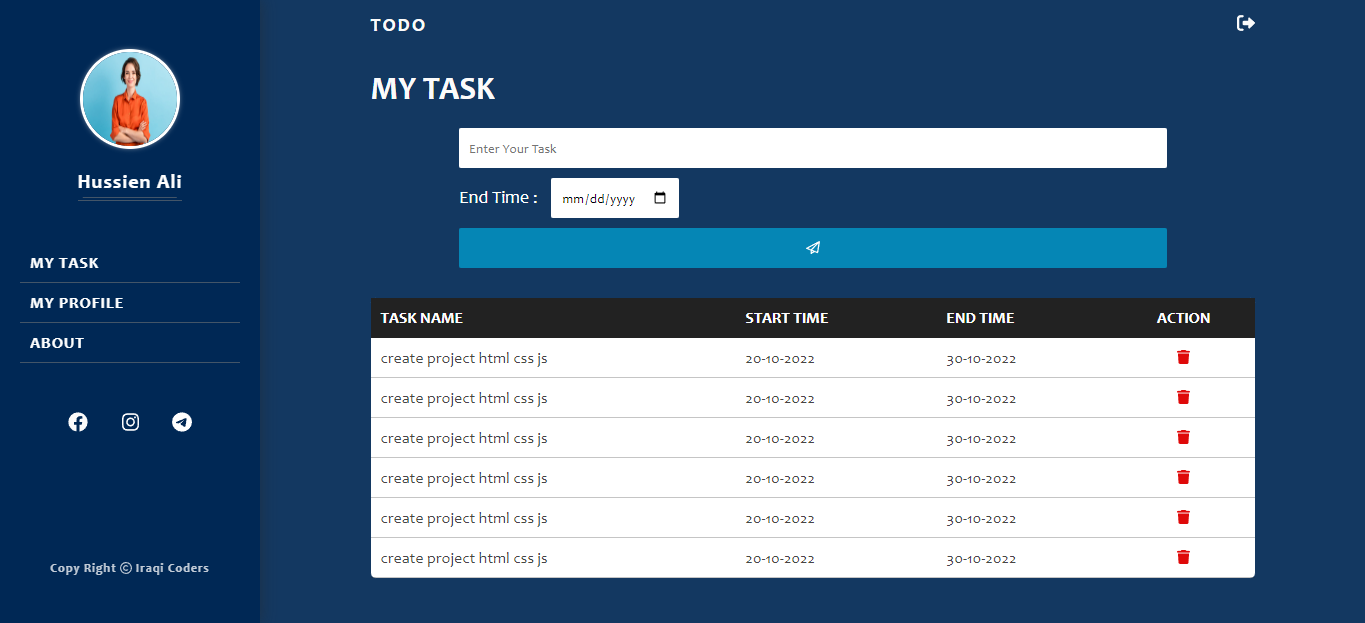 Hussien Ali
MY TASK
MY PROFILE
ABOUT
Copy Right © Iraqi Coders
TODO
MY TASK
Enter Your Task
End Time : mm/dd/yyyy
TASK NAME START TIME END TIME ACTION
create project html css js 20-10-2022 30-10-2022
create project html css js 20-10-2022 30-10-2022
create project html css js 20-10-2022 30-10-2022
create project html css js 20-10-2022 30-10-2022
create project html css js 20-10-2022 30-10-2022
create project html css js 20-10-2022 30-10-2022